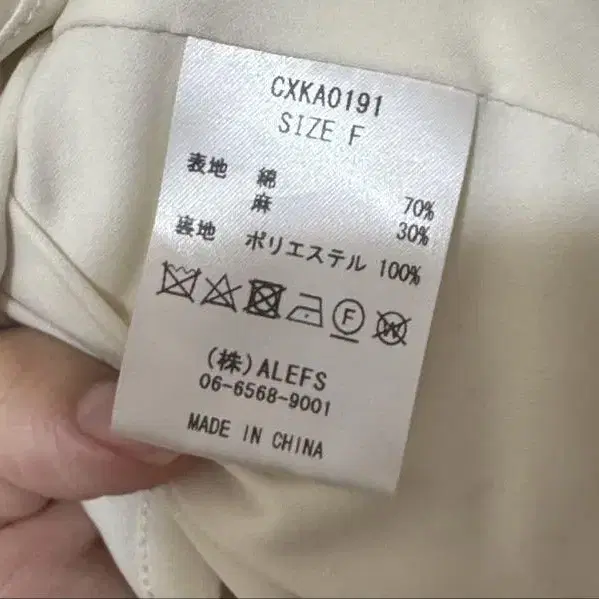 CXKA0191
SIZE F
表地 綿 70%
麻 30%
裏地 ポリエステル 100%
F W
(株)ALEFS
06-6568-9001
MADE IN CHINA